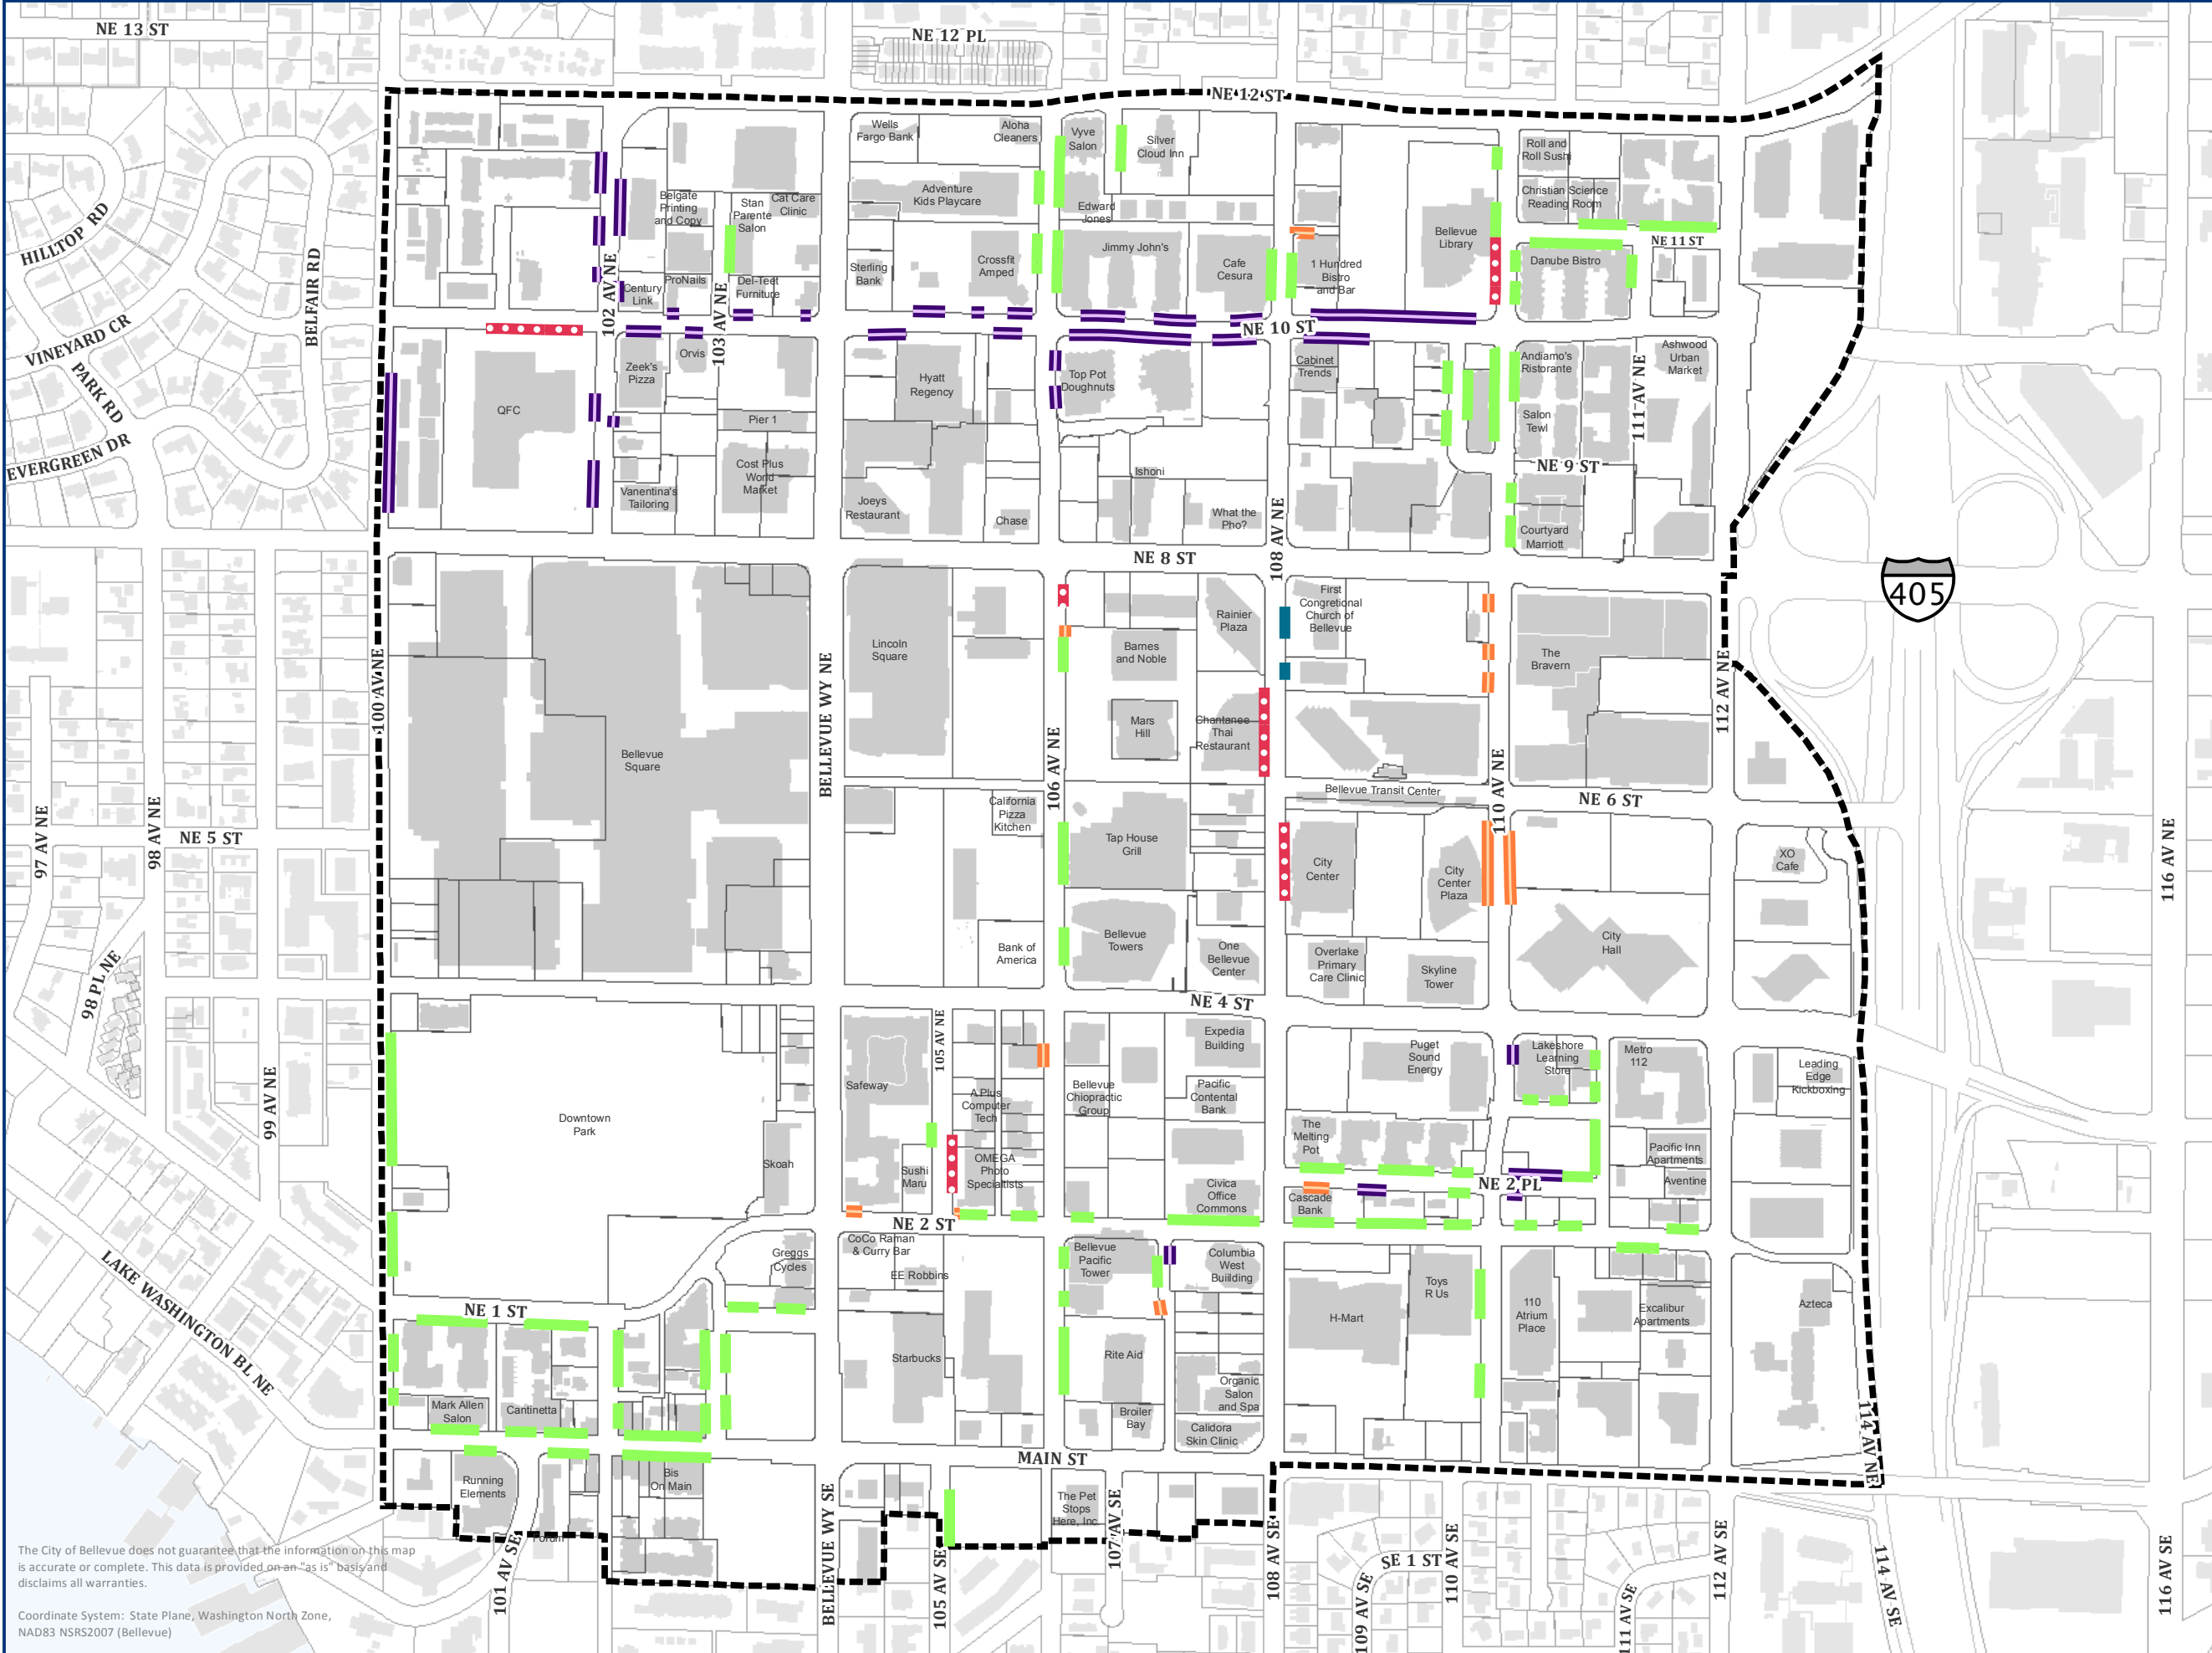 NE 13 ST
NE 12 PL
NE 12 ST
Wells
Fargo Bank
Aloha
Cleaners
Vyve
Salon
Silver
Cloud Inn
Roll and
Roll Sushi
Adventure
Kids Playcare
Belgate
Printing
and Copy
Stan
Parente
Salon
Cat Care
Clinic
Edward
Jones
Christian Science
Reading Room
HILLTOP RD
BELFAIR RD
Jimmy John's
Bellevue
Library
NE 11 ST
Sterling
Bank
Crossfit
Amped
Cafe
Cesura
1 Hundred
Bistro
and Bar
Danube Bistro
102 AV NE
Century
Link
ProNails
103 AV NE
Del-Teet
Furniture
VINEYARD CR
NE 10 ST
PARK RD
Zeek's
Pizza
Orvis
Hyatt
Regency
Top Pot
Doughnuts
Cabinet
Trends
Andiamo's
Ristorante
111 AV NE
Ashwood
Urban
Market
QFC
Pier 1
Salon
Tewl
EVERGREEN DR
Cost Plus
World
Market
Vanentina's
Tailoring
Joeys
Restaurant
Chase
Ishoni
What the
Pho?
NE 9 ST
Courtyard
Marriott
108 AV NE
NE 8 ST
405
First
Congretional
Church of
Bellevue
Rainier
Plaza
Lincoln
Square
Barnes
and Noble
The
Bravern
100 AV NE
BELLEVUE WY NE
112 AV NE
Mars
Hill
Chantanee
Thai
Restaurant
Bellevue
Square
106 AV NE
110 AV NE
Bellevue Transit Center
NE 6 ST
California
Pizza
Kitchen
97 AV NE
98 AV NE
NE 5 ST
Tap House
Grill
City
Center
City
Center
Plaza
XO
Cafe
116 AV NE
Bank of
America
Bellevue
Towers
One
Bellevue
Center
Overlake
Primary
Care Clinic
Skyline
Tower
City
Hall
98 PL NE
NE 4 ST
105 AV NE
Expedia
Building
Puget
Sound
Energy
Lakeshore
Learning
Store
Metro
112
Leading
Edge
Kickboxing
Safeway
A Plus
Computer
Tech
Bellevue
Chiopractic
Group
Pacific
Contental
Bank
99 AV NE
Downtown
Park
The
Melting
Pot
Pacific Inn
Apartments
Skoah
Sushi
Maru
OMEGA
Photo
Specialtists
Civica
Office
Commons
Cascade
Bank
NE 2 PL
Aventine
NE 2 ST
CoCo Raman
& Curry Bar
Greggs
Cycles
EE Robbins
Bellevue
Pacific
Tower
Columbia
West
Buiilding
Toys
R Us
LAKE WASHINGTON BL NE
NE 1 ST
H-Mart
110
Atrium
Place
Excalibur
Apartments
Azteca
Starbucks
Rite Aid
Organic
Salon
and Spa
Mark Allen
Salon
Cantinetta
Broiler
Bay
Calidora
Skin Clinic
114 AV NE
MAIN ST
Running
Elements
Bis
On Main
The Pet
Stops
Here, Inc.
Forum
101 AV SE
BELLEVUE WY SE
105 AV SE
107 AV SE
108 AV SE
SE 1 ST
109 AV SE
110 AV SE
111 AV SE
112 AV SE
114 AV SE
116 AV SE
The City of Bellevue does not guarantee that the information on this map
is accurate or complete. This data is provided on an "as is" basis and
disclaims all warranties.
Coordinate System: State Plane, Washington North Zone,
NAD83 NSRS2007 (Bellevue)